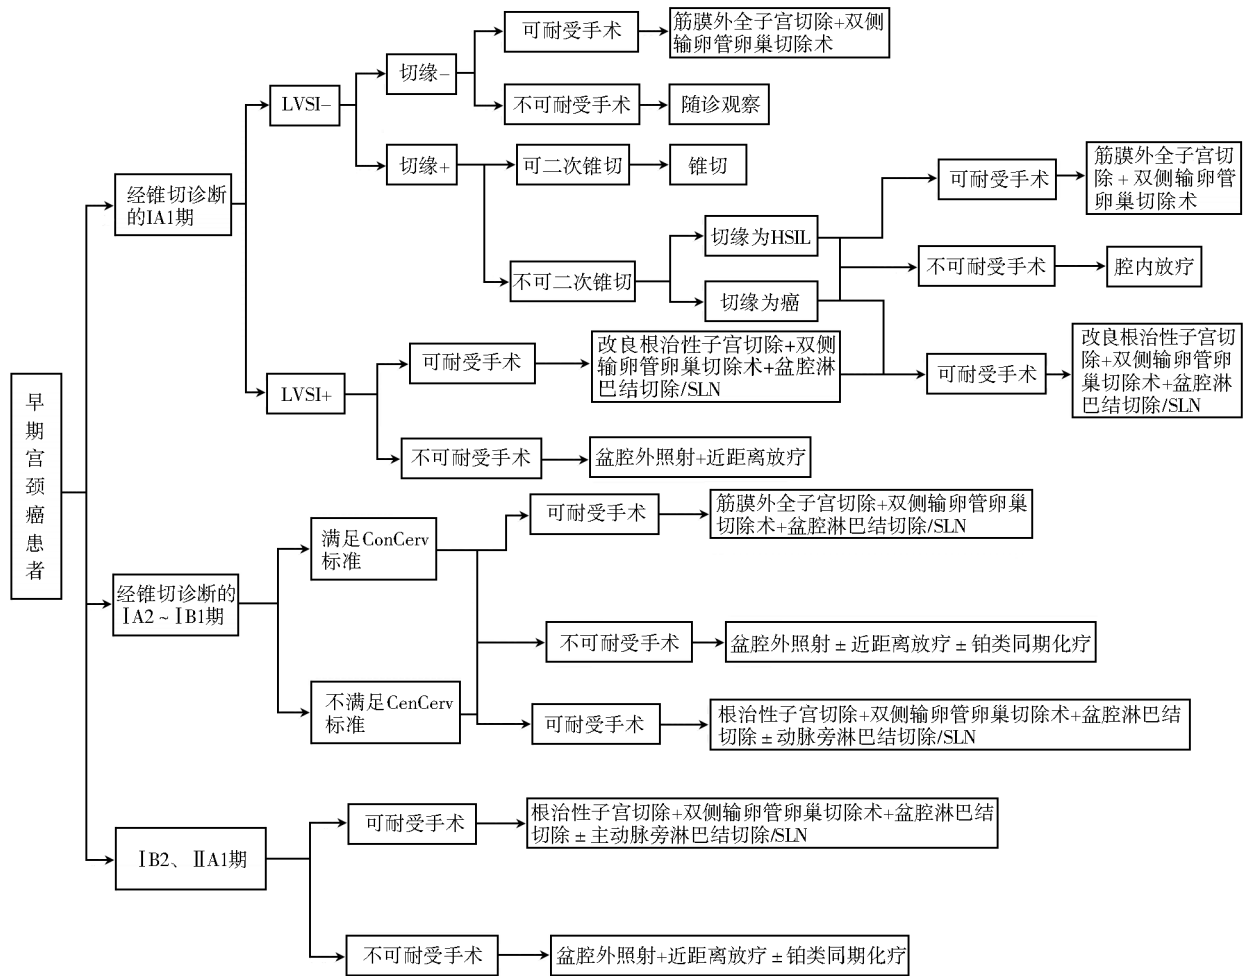 早
期
宫
颈
癌
患
者
经锥切诊断
的IA1期
LVSI-
切缘-
可耐受手术
筋膜外全子宫切除+双侧
输卵管卵巢切除术
不可耐受手术
随诊观察
切缘+
可二次锥切
锥切
不可二次锥切
切缘为HSIL
切缘为癌
可耐受手术
筋膜外全子宫切
除+双侧输卵管
卵巢切除术
不可耐受手术
腔内放疗
可耐受手术
改良根治性子宫切
除+双侧输卵管卵
巢切除术+盆腔淋
巴结切除/SLN
LVSI+
可耐受手术
改良根治性子宫切除+双侧
输卵管卵巢切除术+盆腔淋
巴结切除/SLN
不可耐受手术
盆腔外照射+近距离放疗
经锥切诊断的
ⅠA2~ⅠB1期
满足ConCerv
标准
可耐受手术
筋膜外全子宫切除+双侧输卵管卵巢
切除术+盆腔淋巴结切除/SLN
不可耐受手术
盆腔外照射±近距离放疗±铂类同期化疗
不满足CenCerv
标准
可耐受手术
根治性子宫切除+双侧输卵管卵巢切除术+盆腔淋巴结
切除±动脉旁淋巴结切除/SLN
ⅠB2、ⅡA1期
可耐受手术
根治性子宫切除+双侧输卵管卵巢切除术+盆腔淋巴结
切除±主动脉旁淋巴结切除/SLN
不可耐受手术
盆腔外照射+近距离放疗±铂类同期化疗